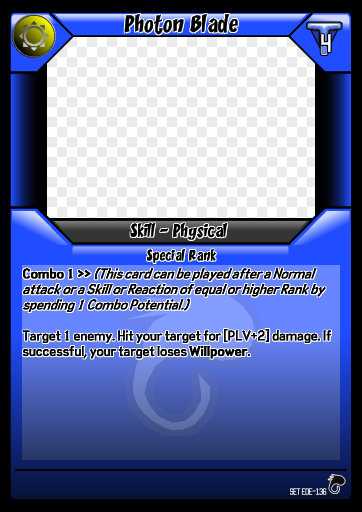 Photon Blade
4
Skill - Physical
Special Rank
Combo 1 >> (This card can be played after a Normal
attack or a Skill or Reaction of equal or higher Rank by
spending 1 Combo Potential.)
Target 1 enemy. Hit your target for [PLV+2] damage. If
successful, your target loses Willpower.
SET EDE-136